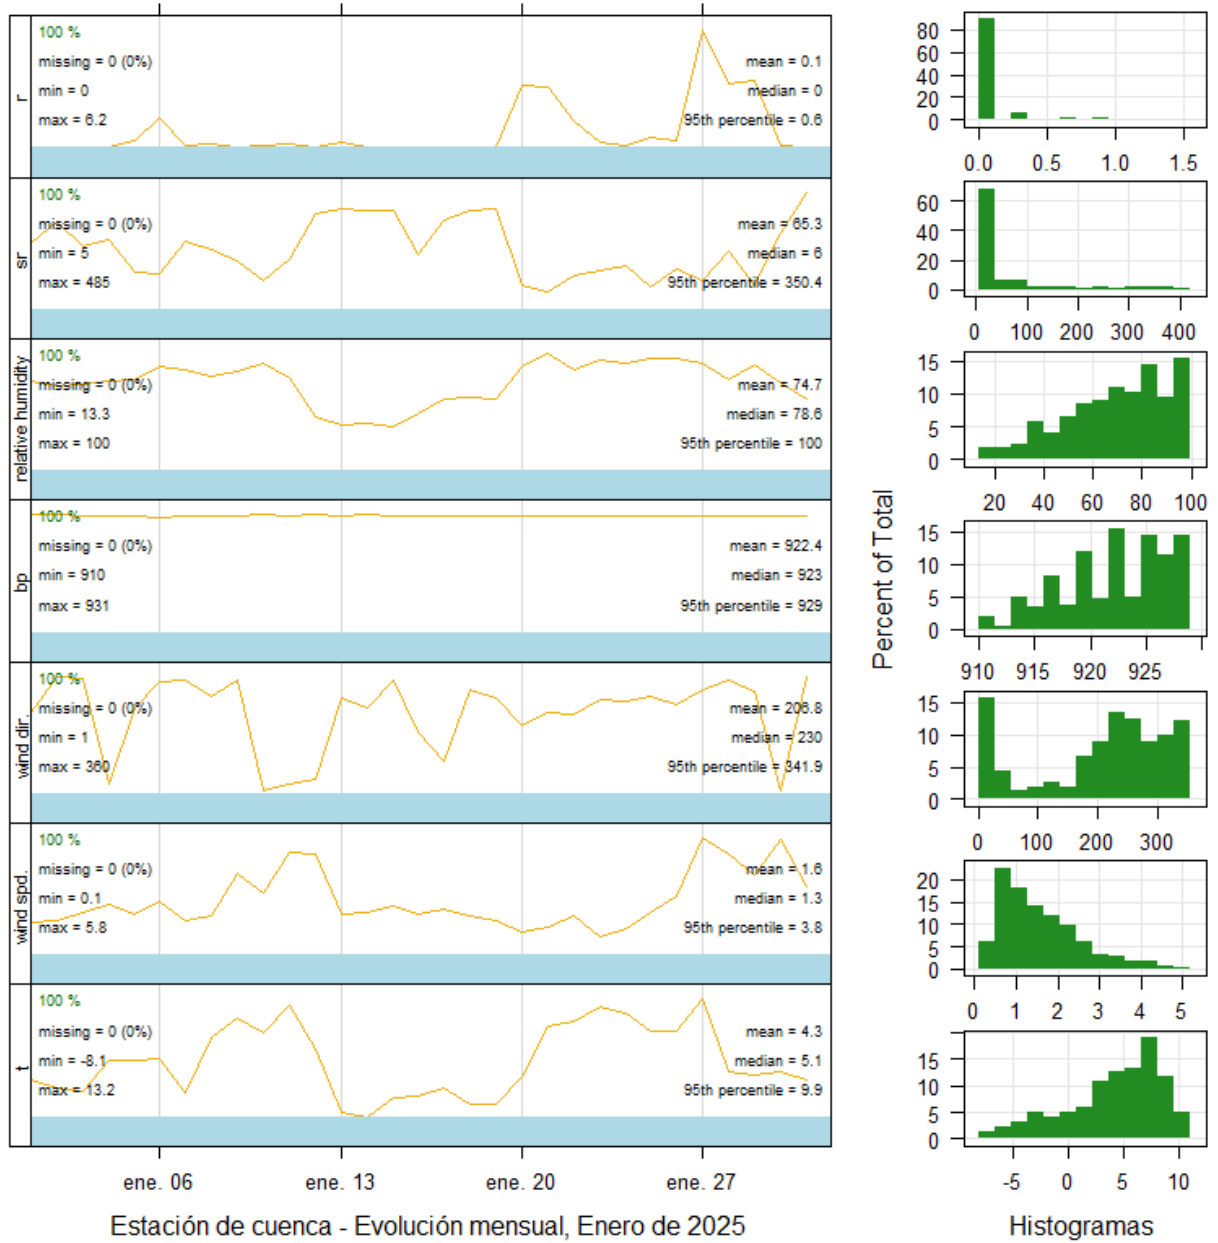 r
100 %
missing = 0 (0%)
min = 0
max = 6.2
mean = 0.1
median = 0
95th percentile = 0.6
sr
100 %
missing = 0 (0%)
min = 5
max = 485
mean = 65.3
median = 6
95th percentile = 350.4
relative humidity
100 %
missing = 0 (0%)
min = 13.3
max = 100
mean = 74.7
median = 78.6
95th percentile = 100
bp
100 %
missing = 0 (0%)
min = 910
max = 931
mean = 922.4
median = 923
95th percentile = 929
wind dir.
100 %
missing = 0 (0%)
min = 1
max = 360
mean = 206.8
median = 230
95th percentile = 341.9
wind spd.
100 %
missing = 0 (0%)
min = 0.1
max = 5.8
mean = 1.6
median = 1.3
95th percentile = 3.8
t
100 %
missing = 0 (0%)
min = -8.1
max = 13.2
mean = 4.3
median = 5.1
95th percentile = 9.9
ene. 06 ene. 13 ene. 20 ene. 27
Estación de cuenca - Evolución mensual, Enero de 2025
Percent of Total
80
60
40
20
0
0.0 0.5 1.0 1.5
60
40
20
0
0 100 200 300 400
15
10
5
0
20 40 60 80 100
15
10
5
0
910 915 920 925
15
10
5
0
0 100 200 300
20
15
10
5
0
0 1 2 3 4 5
15
10
5
0
-5 0 5 10
Histogramas